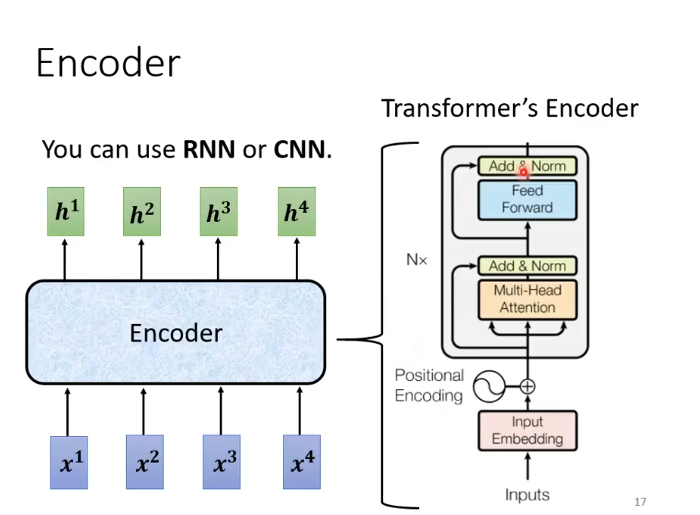 Encoder
You can use RNN or CNN.
h¹ h² h³ h⁴
Encoder
x¹ x² x³ x⁴
Transformer's Encoder
Add & Norm
Feed
Forward
N×
Add & Norm
Multi-Head
Attention
Positional
Encoding
Input
Embedding
Inputs
17